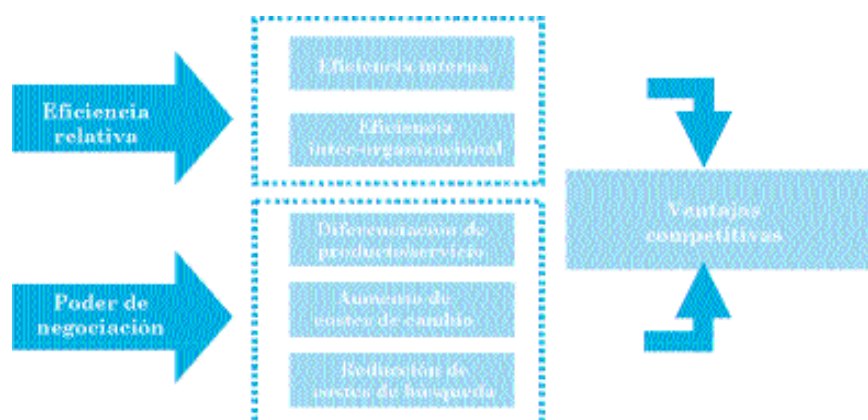 Eficiencia
relativa
Eficiencia interna
Eficiencia
inter-organizacional
Poder de
negociación
Diferenciación de
producto/servicio
Aumento de
costes de cambio
Reducción de
costes de búsqueda
Ventajas
competitivas